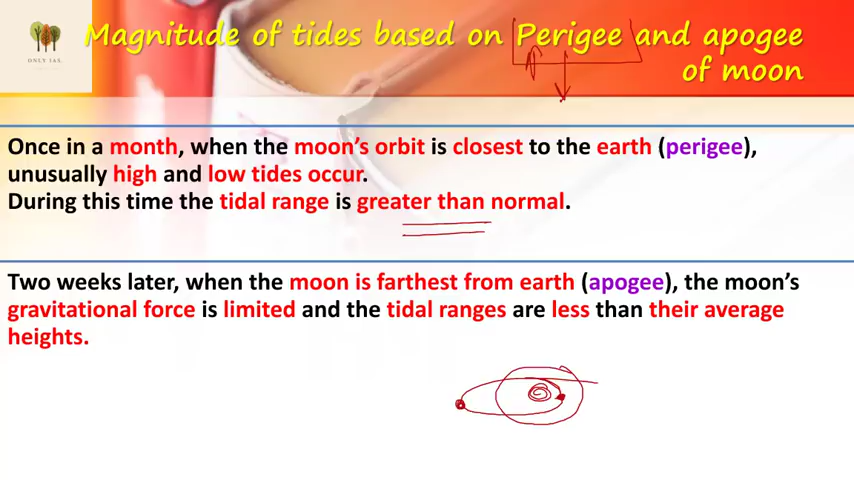 ONLY IAS.
Magnitude of tides based on Perigee and apogee
of moon
Once in a month, when the moon's orbit is closest to the earth (perigee),
unusually high and low tides occur.
During this time the tidal range is greater than normal.
Two weeks later, when the moon is farthest from earth (apogee), the moon's
gravitational force is limited and the tidal ranges are less than their average
heights.